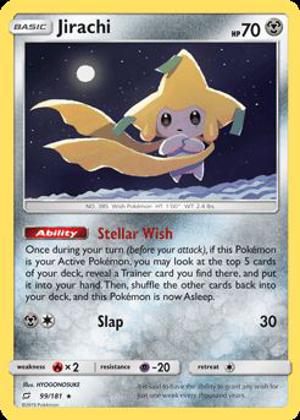 BASIC
Jirachi
HP 70
NO. 385 Wish Pokémon HT: 1'00" WT: 2.4 lbs.
Ability Stellar Wish
Once during your turn (before your attack), if this Pokémon
is your Active Pokémon, you may look at the top 5 cards
of your deck, reveal a Trainer card you find there, and put
it into your hand. Then, shuffle the other cards back into
your deck, and this Pokémon is now Asleep.
Slap 30
weakness ×2 resistance -20 retreat
Illus. HYOGONOSUKE
99/181
It is said to have the ability to grant any wish for
just one week every thousand years.